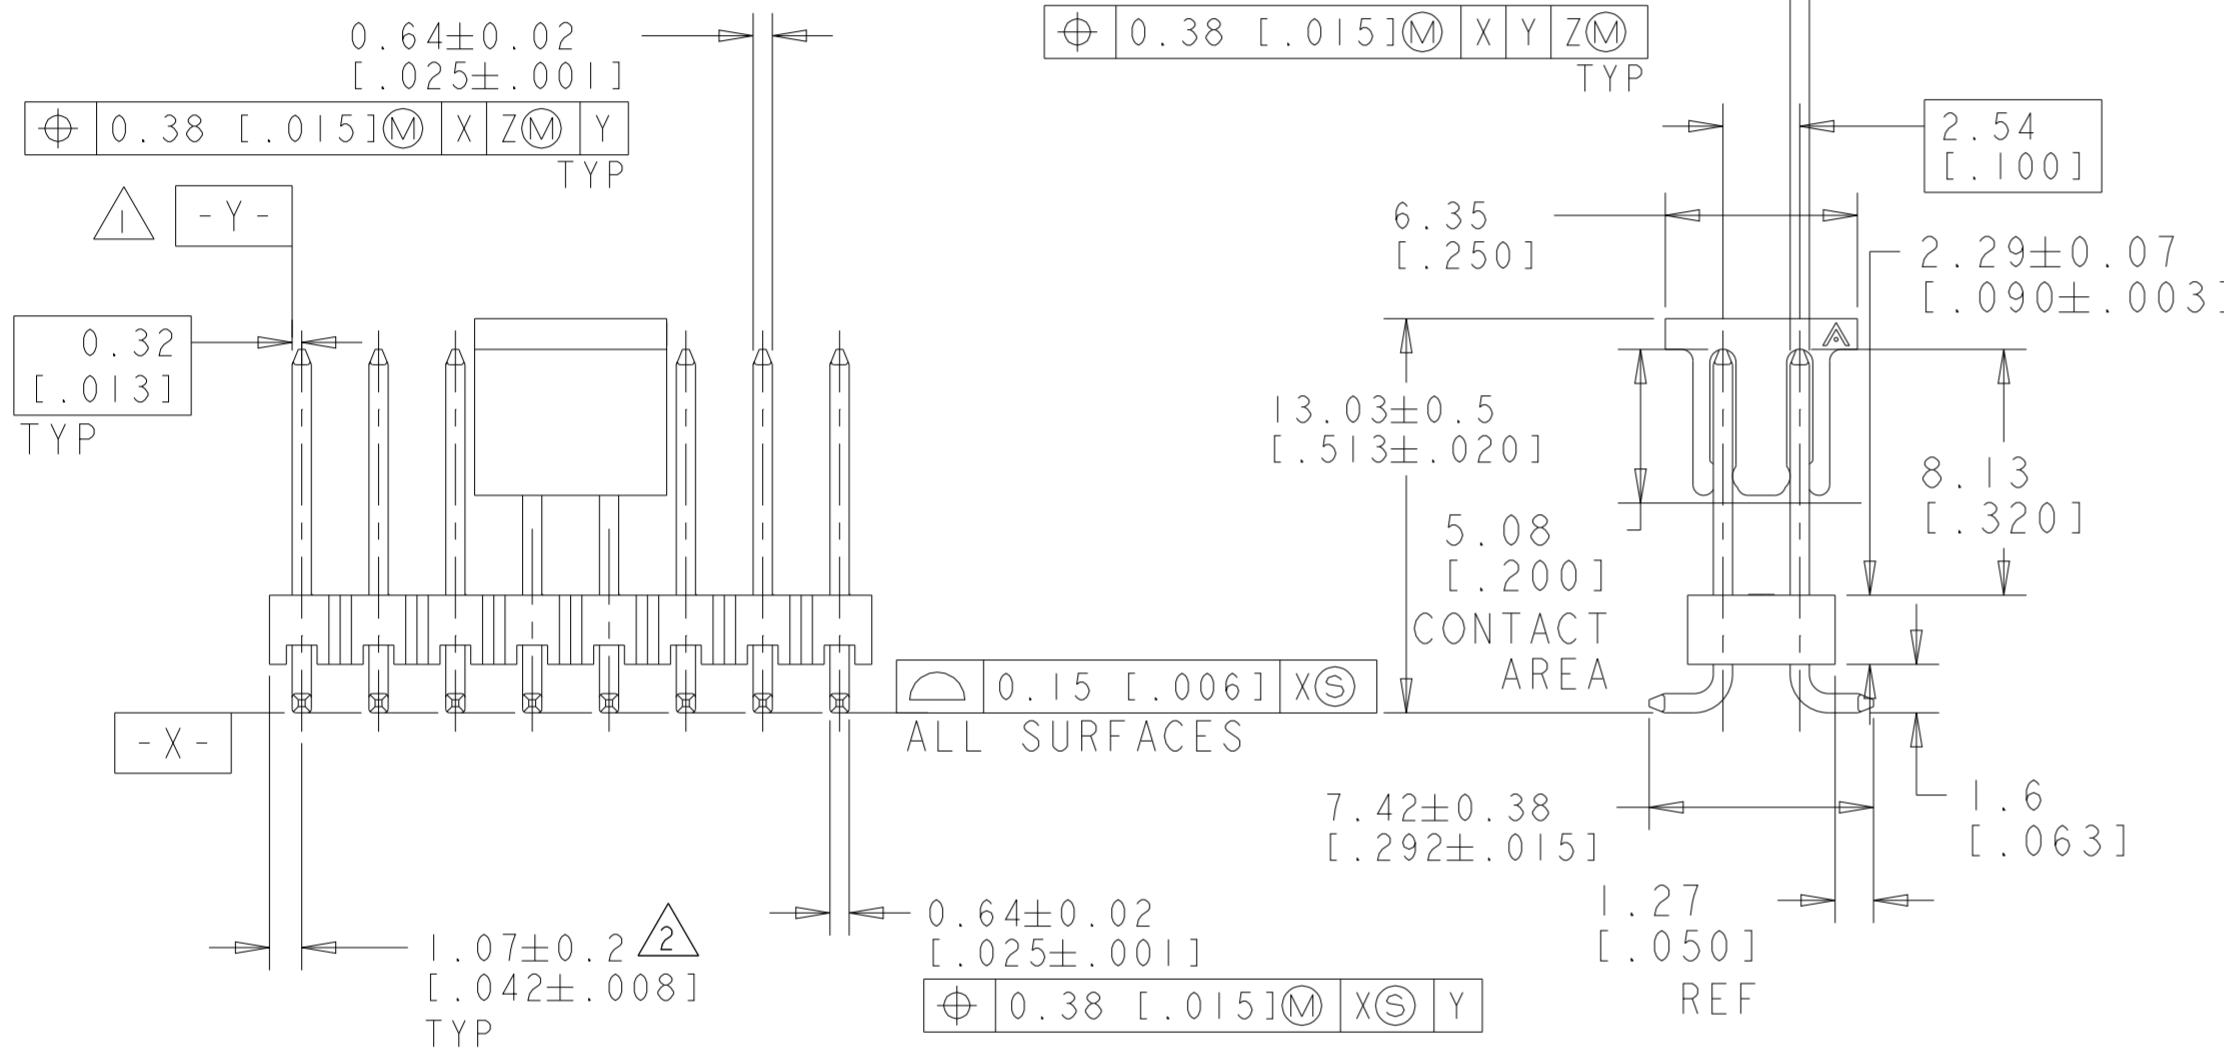 0.64±0.02
[.025±.001]
⌖ 0.38 [.015]Ⓜ X ZⓂ Y
TYP
1
-Y-
0.32
[.013]
TYP
-X-
1.07±0.2 2
[.042±.008]
TYP
0.64±0.02
[.025±.001]
⌖ 0.38 [.015]Ⓜ XⓈ Y
⌓ 0.15 [.006] XⓈ
ALL SURFACES
⌖ 0.38 [.015]Ⓜ X Y ZⓂ
TYP
2.54
[.100]
6.35
[.250]
2.29±0.07
[.090±.003]
13.03±0.5
[.513±.020]
8.13
[.320]
5.08
[.200]
CONTACT
AREA
7.42±0.38
[.292±.015]
1.6
[.063]
1.27
[.050]
REF